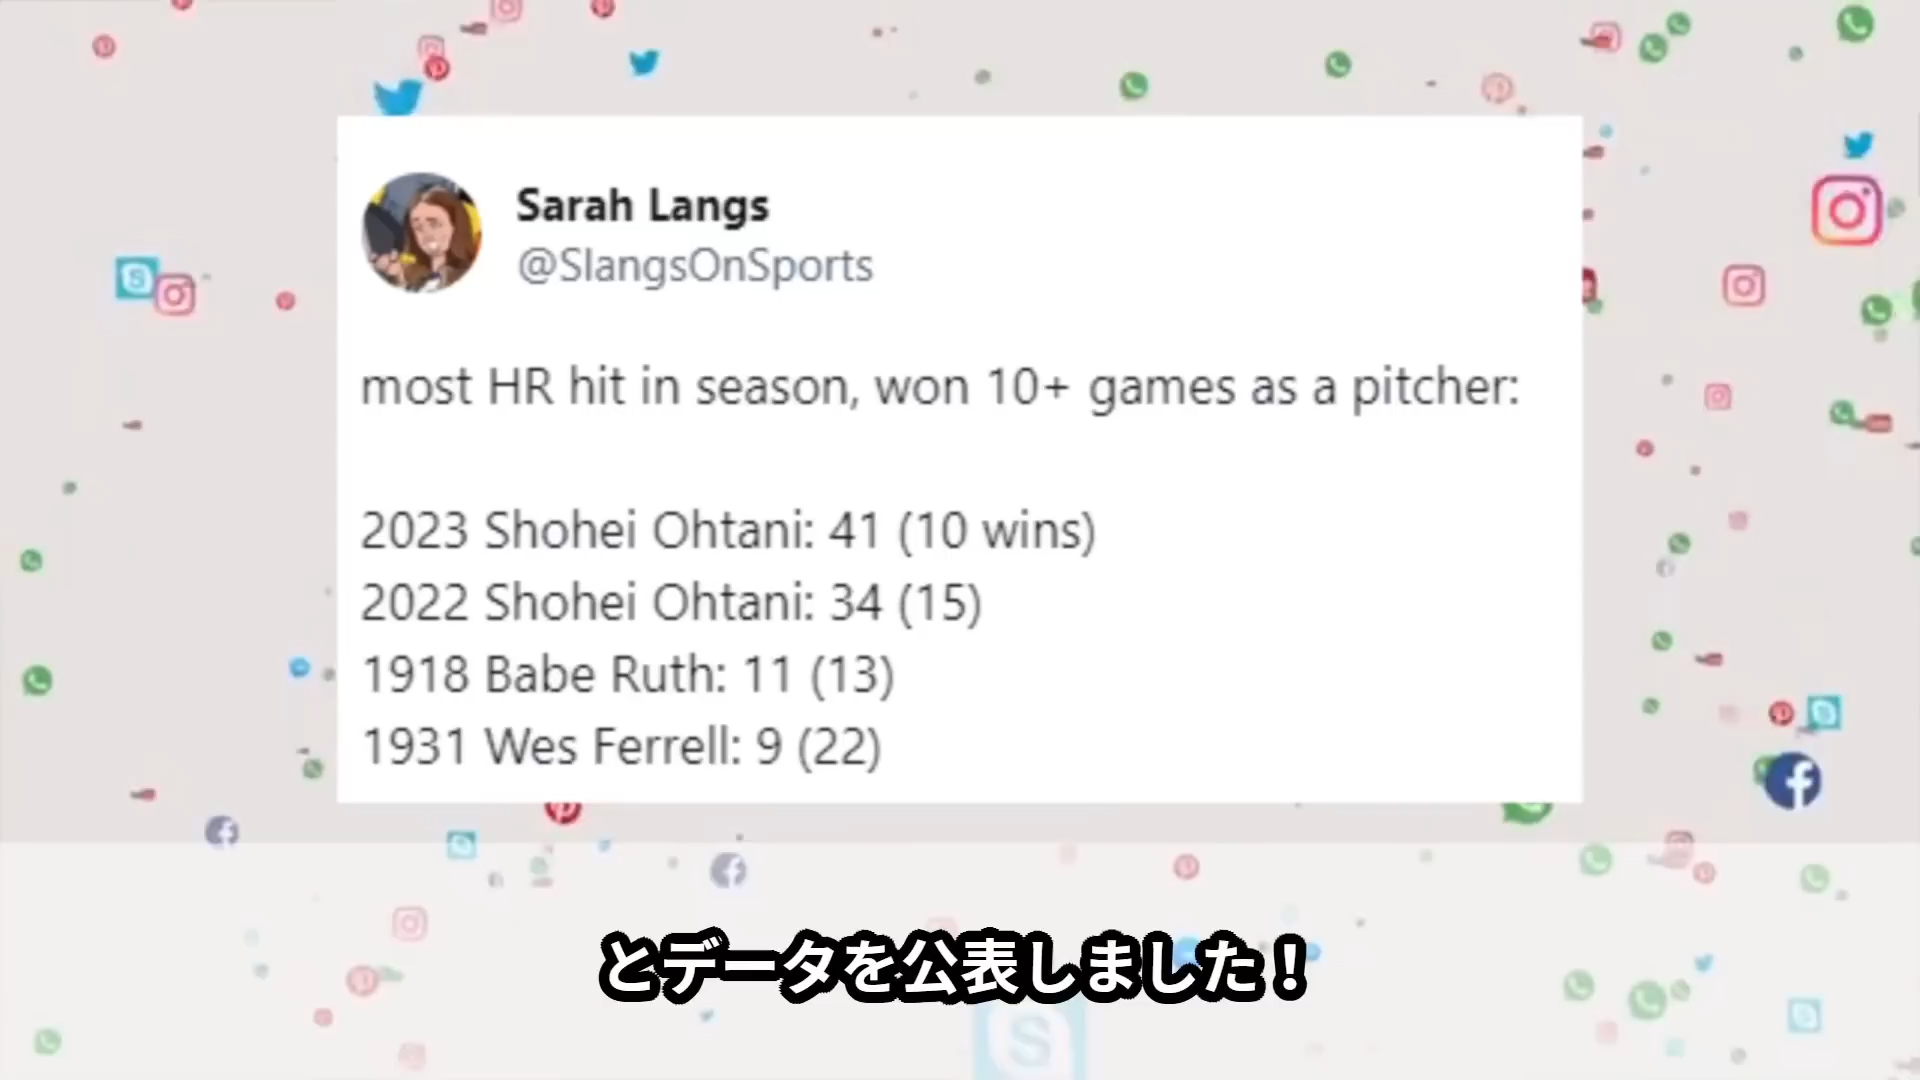 Sarah Langs
@SlangsOnSports
most HR hit in season, won 10+ games as a pitcher:
2023 Shohei Ohtani: 41 (10 wins)
2022 Shohei Ohtani: 34 (15)
1918 Babe Ruth: 11 (13)
1931 Wes Ferrell: 9 (22)
とデータを公表しました！